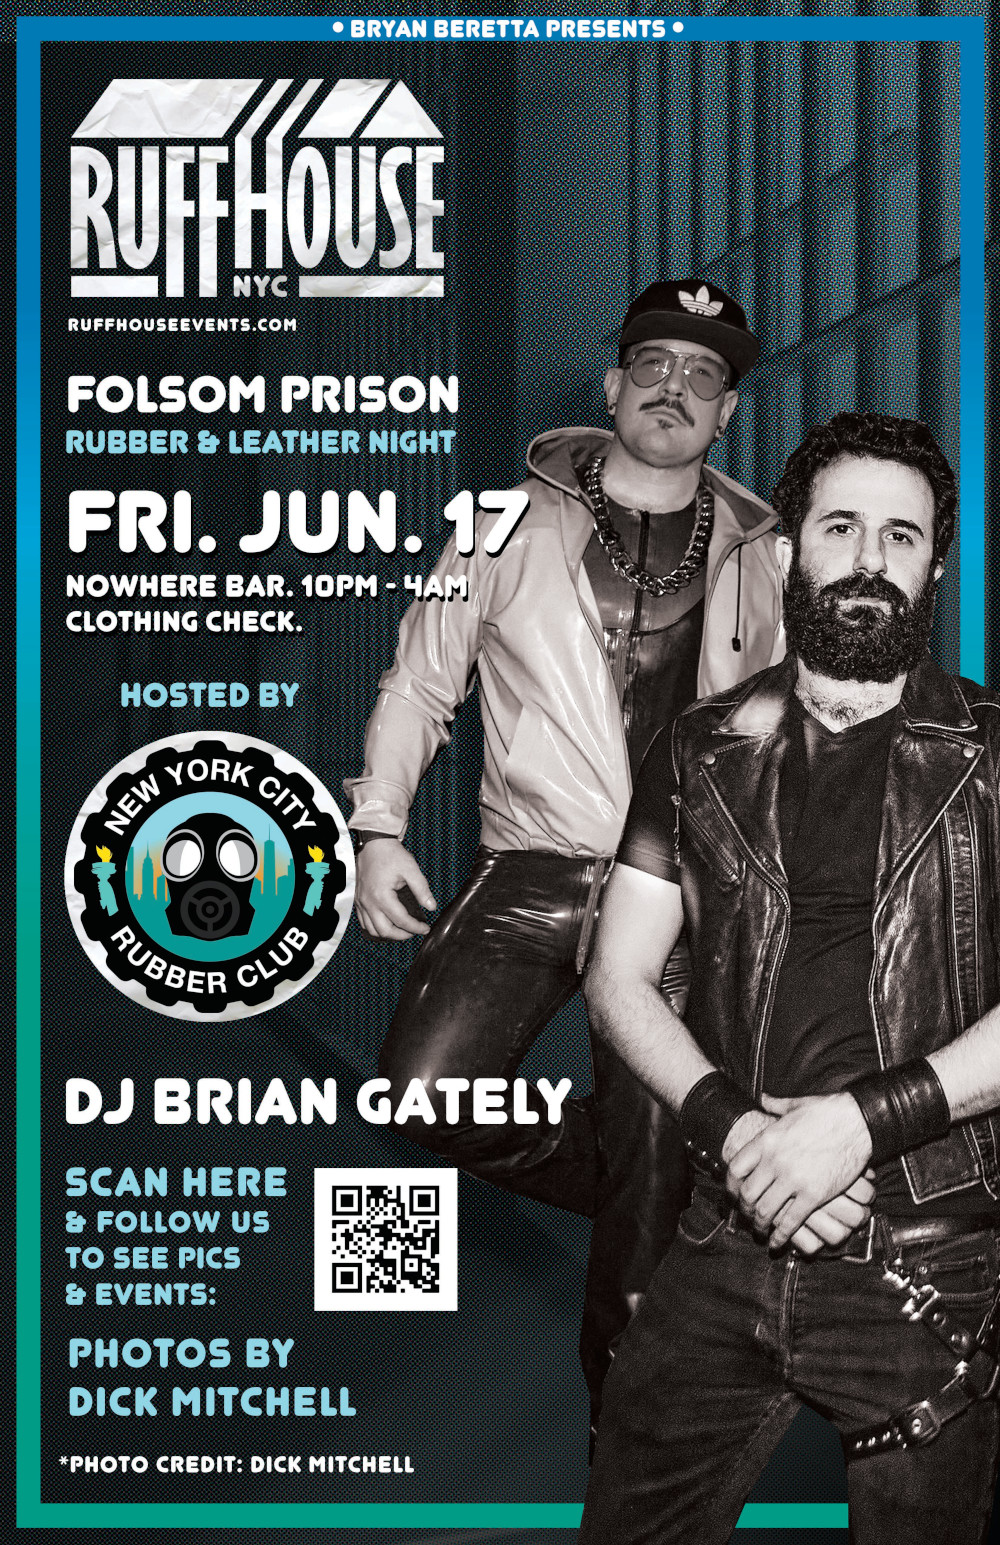 • BRYAN BERETTA PRESENTS •
RUFFHOUSE
NYC
RUFFHOUSEEVENTS.COM
FOLSOM PRISON
RUBBER & LEATHER NIGHT
FRI. JUN. 17
NOWHERE BAR. 10PM - 4AM
CLOTHING CHECK.
HOSTED BY
NEW YORK CITY
RUBBER CLUB
DJ BRIAN GATELY
SCAN HERE
& FOLLOW US
TO SEE PICS
& EVENTS:
PHOTOS BY
DICK MITCHELL
*PHOTO CREDIT: DICK MITCHELL